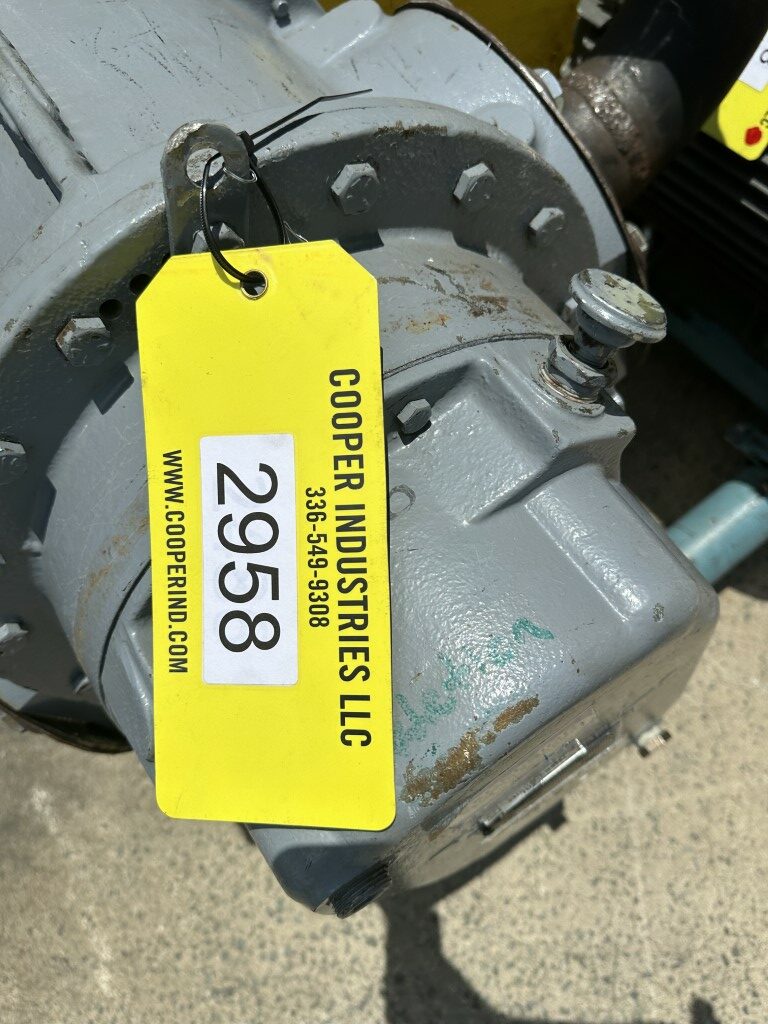 COOPER INDUSTRIES LLC
336-549-9308
2958
WWW.COOPERIND.COM